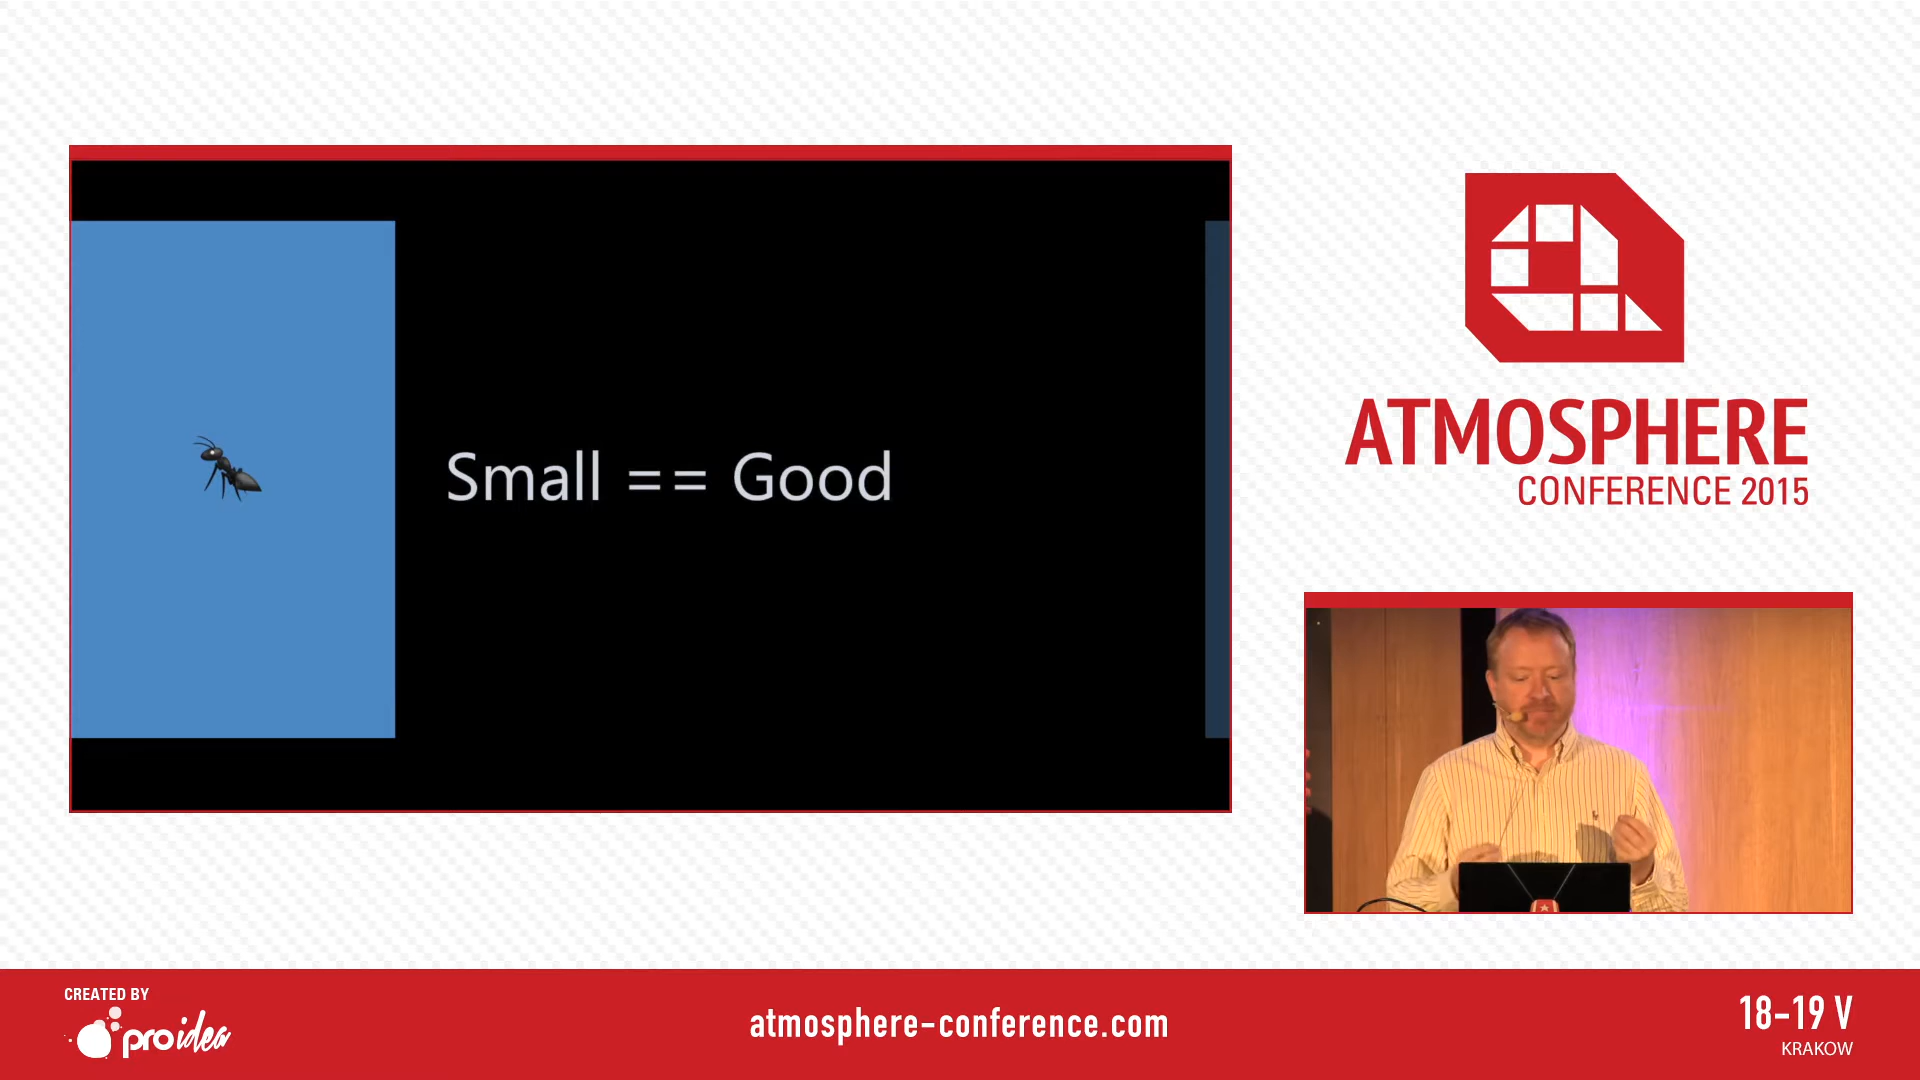 Small == Good
ATMOSPHERE
CONFERENCE 2015
CREATED BY
proidea
atmosphere-conference.com
18-19 V
KRAKOW